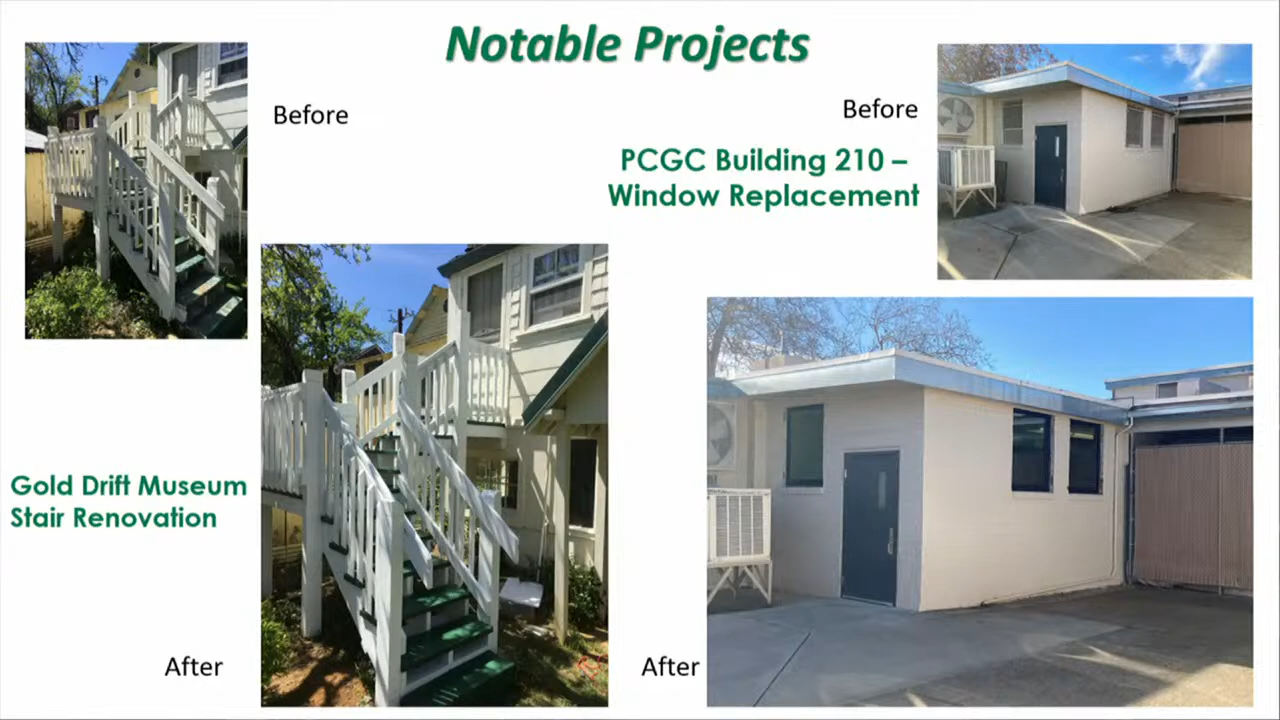 Notable Projects
Before
Before
PCGC Building 210 –
Window Replacement
Gold Drift Museum
Stair Renovation
After
After